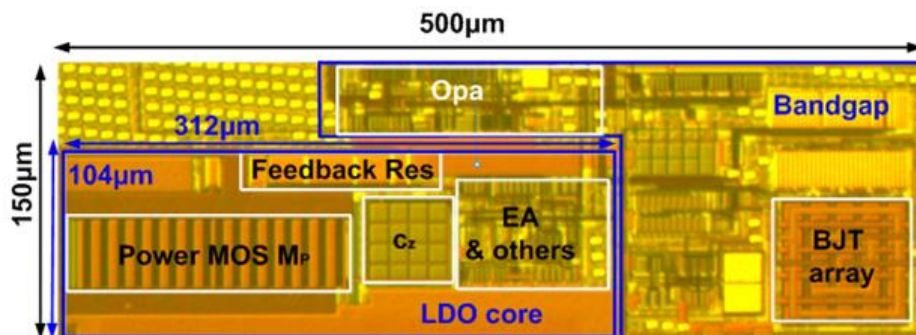 500µm
Opa
Bandgap
312µm
150µm
104µm
Feedback Res
Power MOS MP
Cz
EA
& others
BJT
array
LDO core